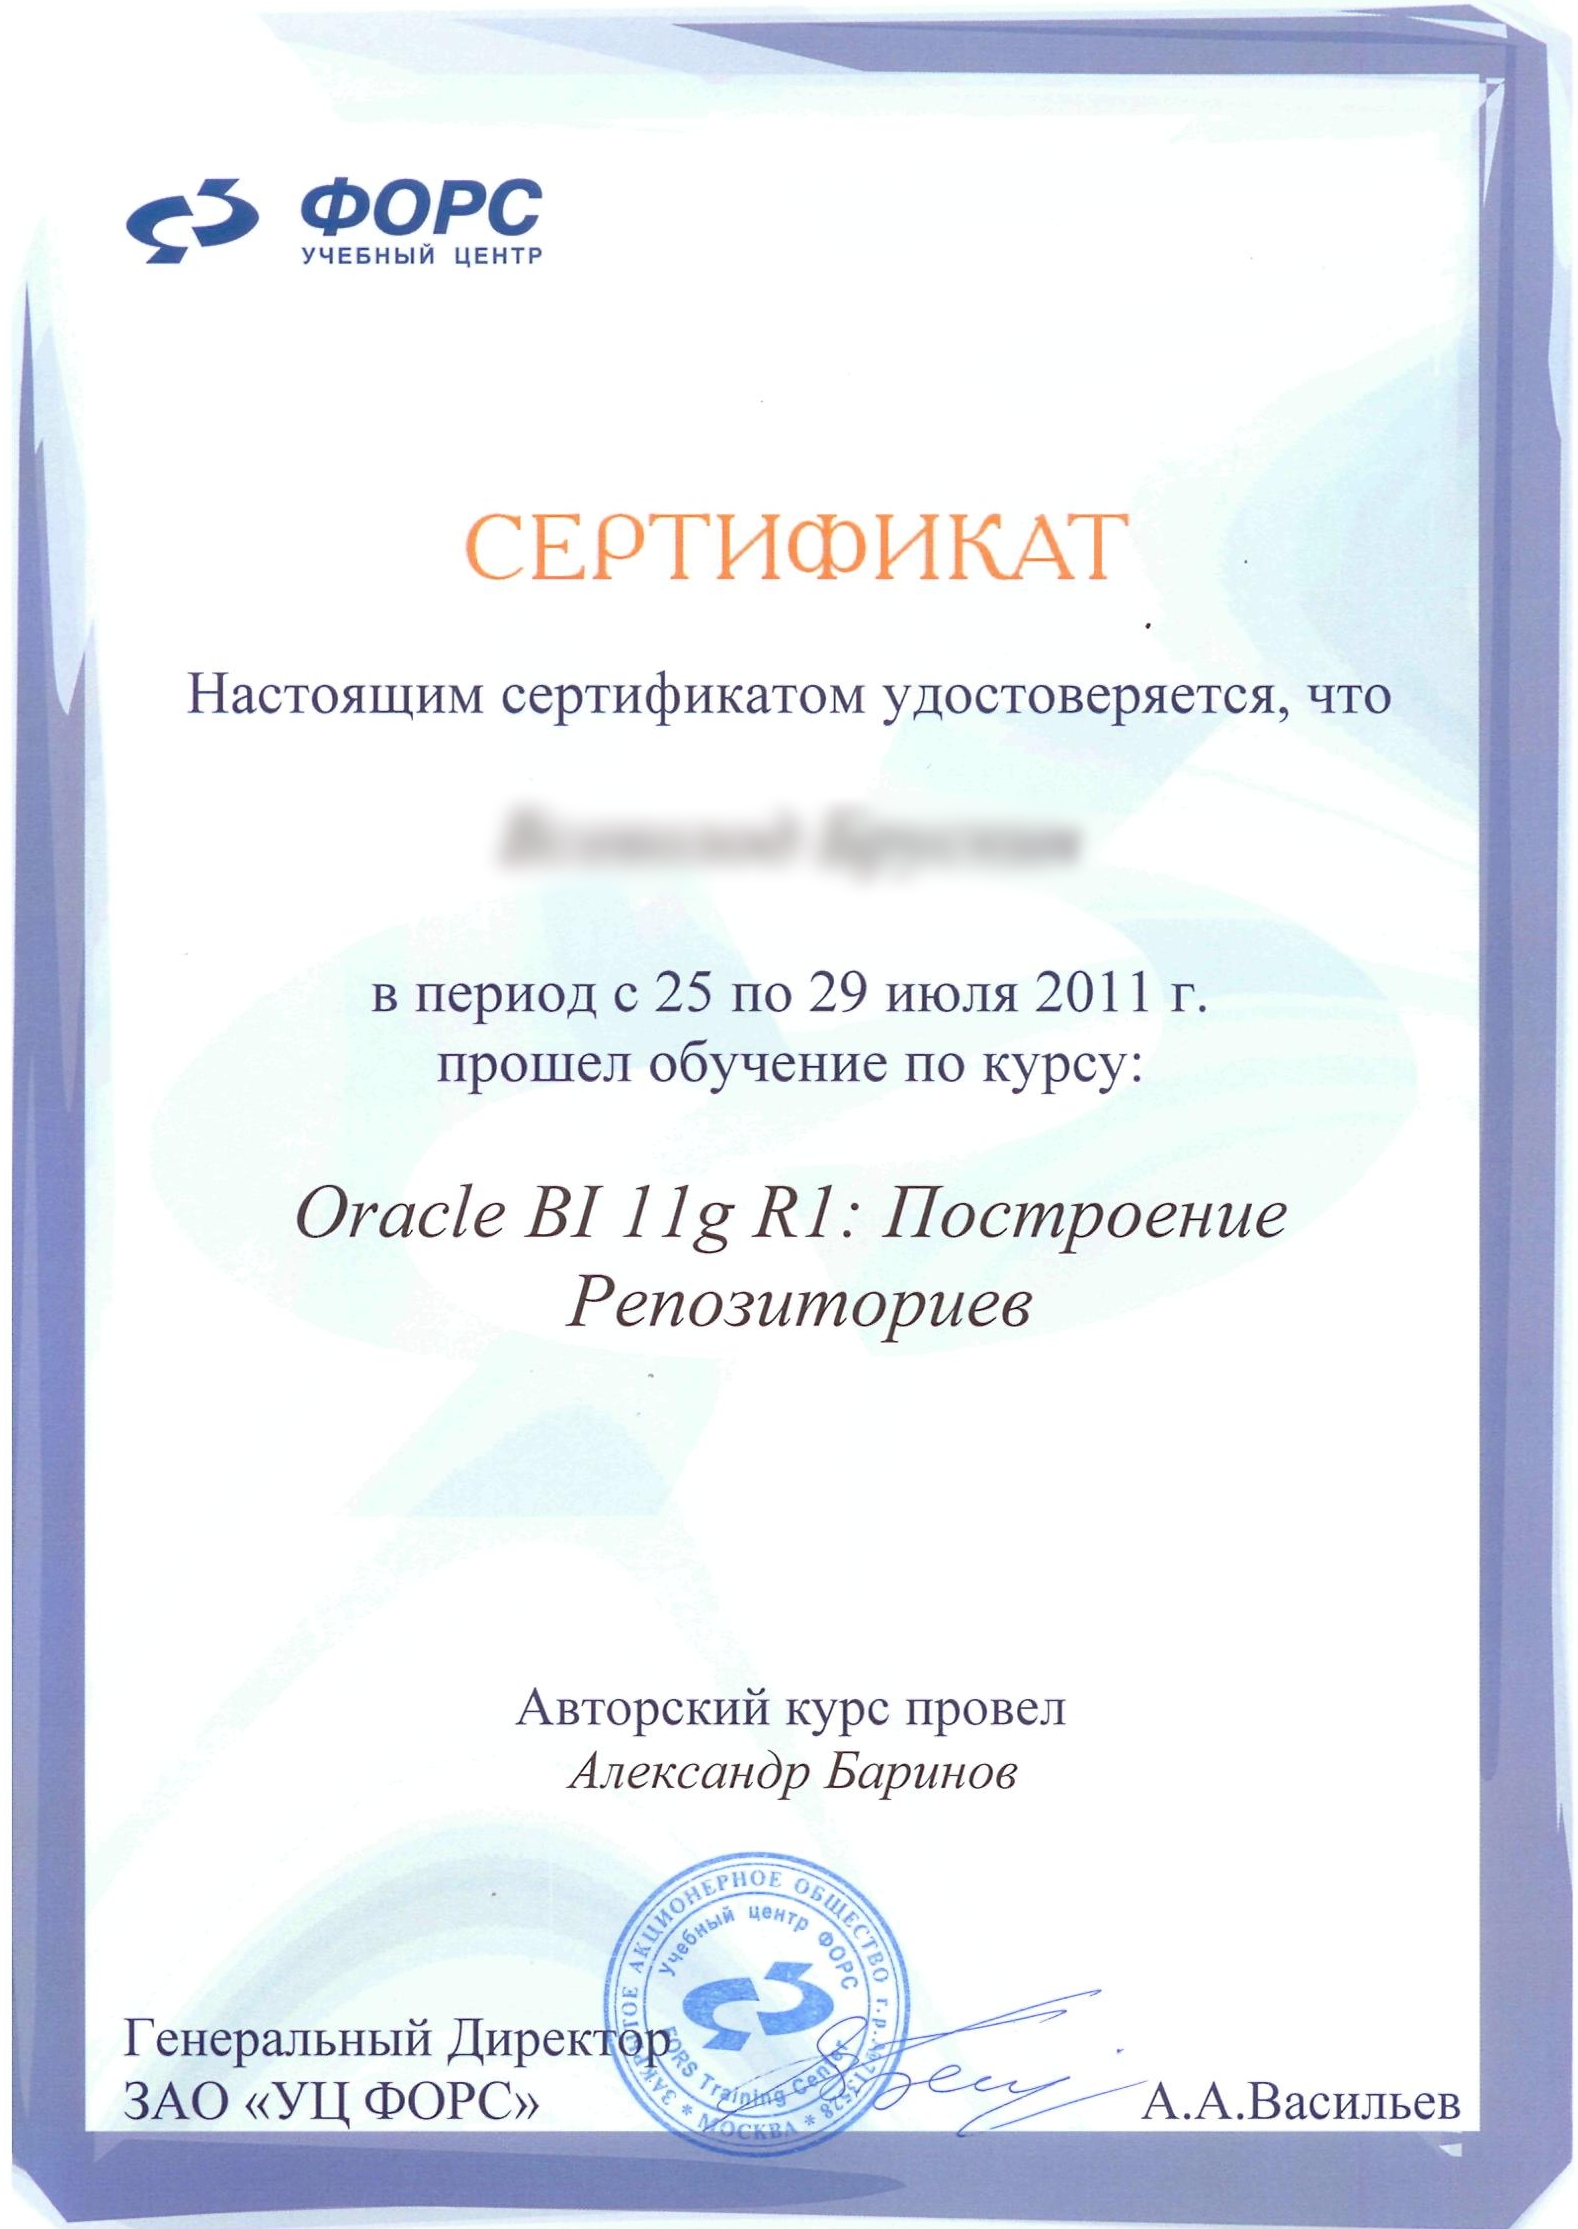 ФОРС
УЧЕБНЫЙ ЦЕНТР
СЕРТИФИКАТ
Настоящим сертификатом удостоверяется, что
в период с 25 по 29 июля 2011 г.
прошел обучение по курсу:
Oracle BI 11g R1: Построение
Репозиториев
Авторский курс провел
Александр Баринов
ЗАКРЫТОЕ АКЦИОНЕРНОЕ ОБЩЕСТВО
* МОСКВА *
Учебный центр ФОРС
FORS Training Center
Генеральный Директор
ЗАО «УЦ ФОРС»
А.А.Васильев